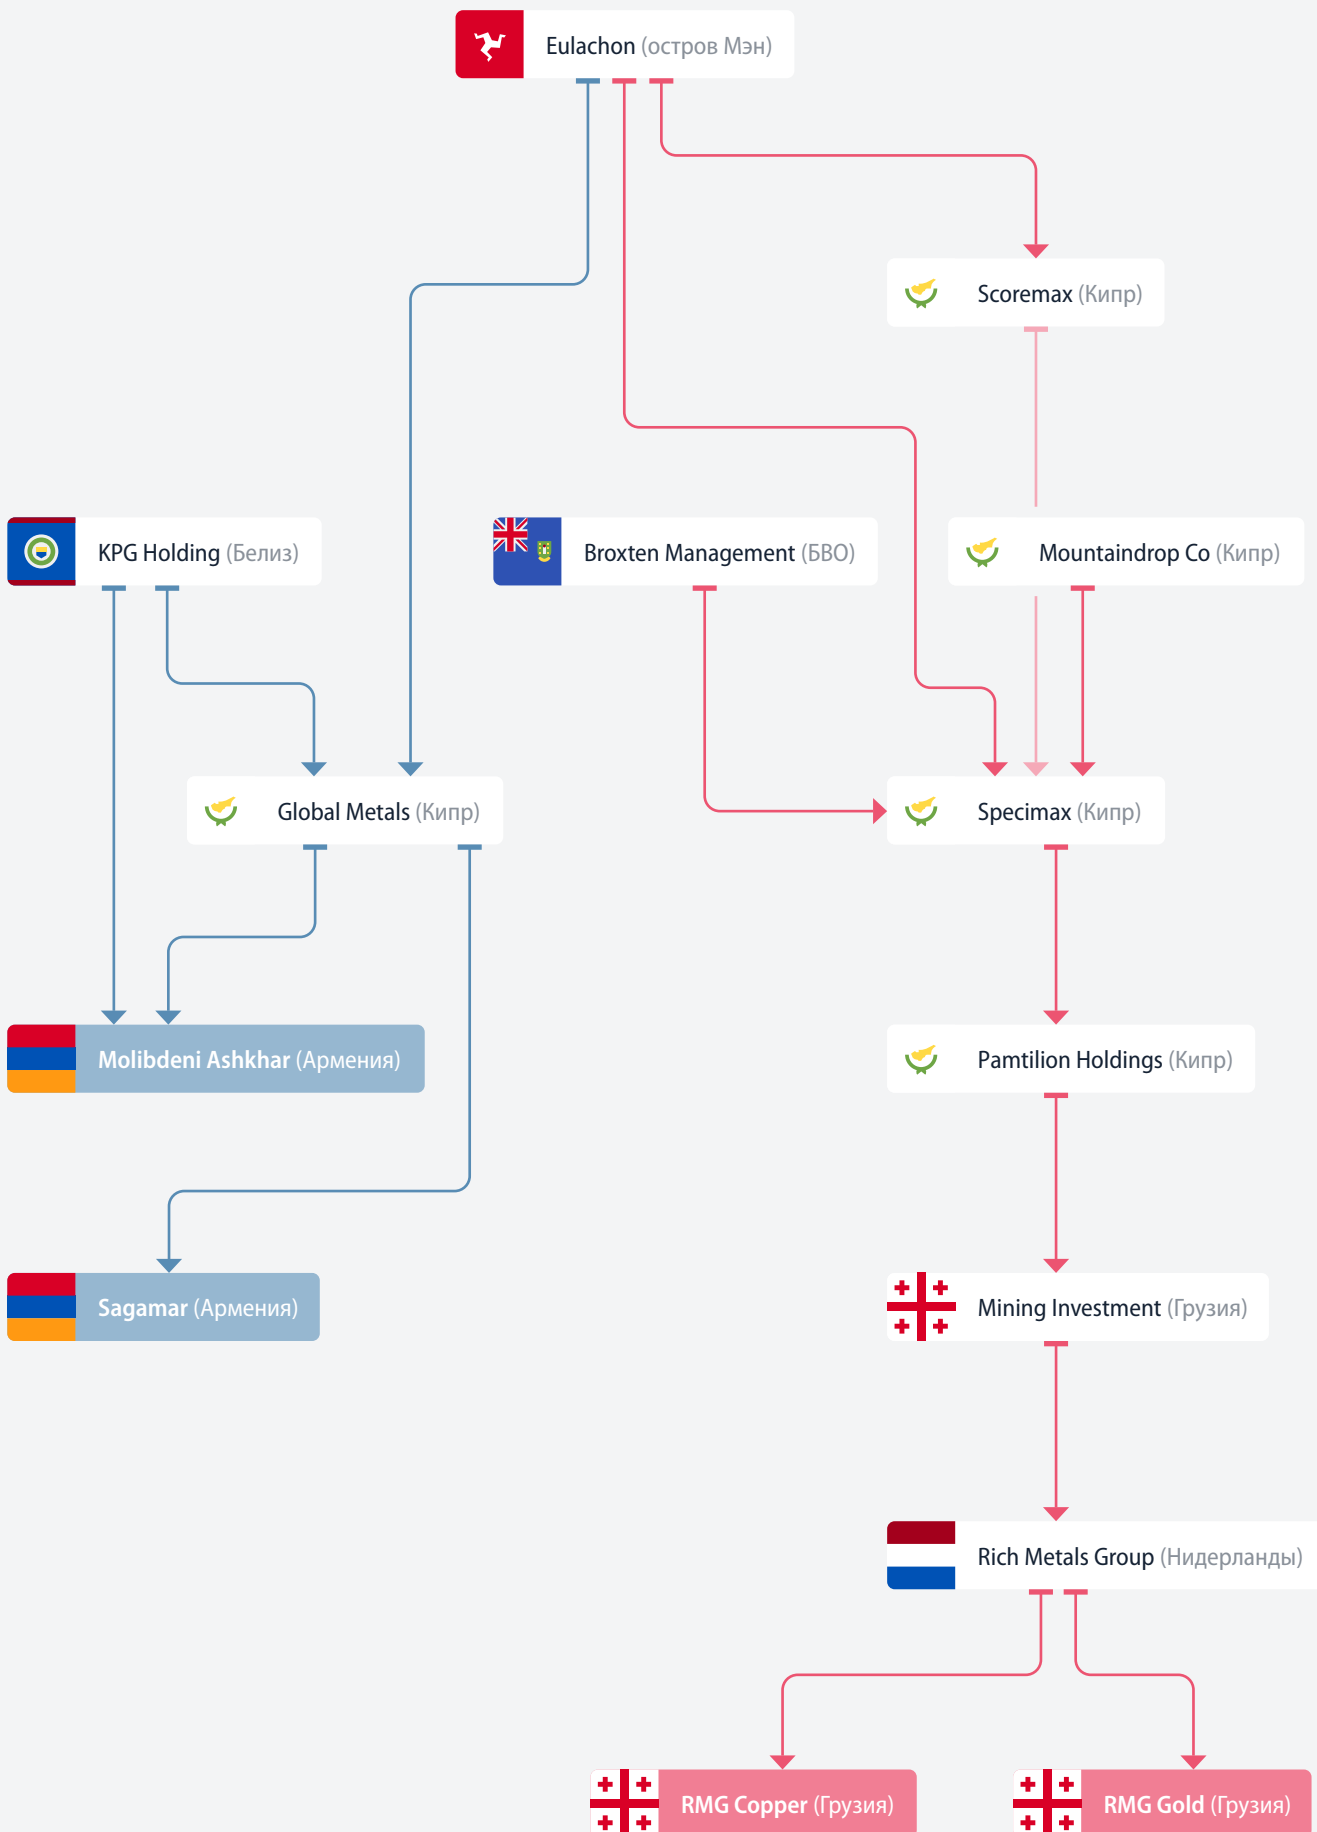 Eulachon (остров Мэн)
Scoremax (Кипр)
KPG Holding (Белиз)
Broxten Management (БВО)
Mountaindrop Co (Кипр)
Global Metals (Кипр)
Specimax (Кипр)
Molibdeni Ashkhar (Армения)
Pamtilion Holdings (Кипр)
Sagamar (Армения)
Mining Investment (Грузия)
Rich Metals Group (Нидерланды)
RMG Copper (Грузия)
RMG Gold (Грузия)